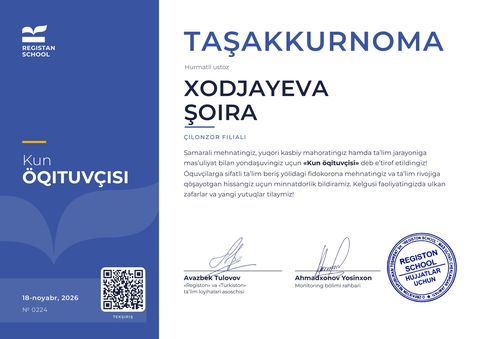 REGISTAN
SCHOOL
Kun
ÖQITUVÇISI
18-noyabr, 2026
№ 0224
TEKŞIRIŞ
TAŞAKKURNOMA
Hurmatli ustoz
XODJAYEVA
ŞOIRA
ÇILONZOR FILIALI
Samarali mehnatingiz, yuqori kasbiy mahoratingiz hamda ta’lim jarayoniga
mas’uliyat bilan yondaşuvingiz uçun «Kun öqituvçisi» deb e’tirof etildingiz!
Öquvçilarga sifatli ta’lim beriş yölidagi fidokorona mehnatingiz va ta’lim rivojiga
qöşayotgan hissangiz uçun minnatdorlik bildiramiz. Kelgusi faoliyatingizda ulkan
zafarlar va yangi yutuqlar tilaymiz!
Avazbek Tulovov
«Registon» va «Turkiston»
ta’lim loyihalari asoschisi
Ahmadxonov Yosinxon
Monitoring bölimi rahbari
REGISTON
SCHOOL
HUJJATLAR
UCHUN